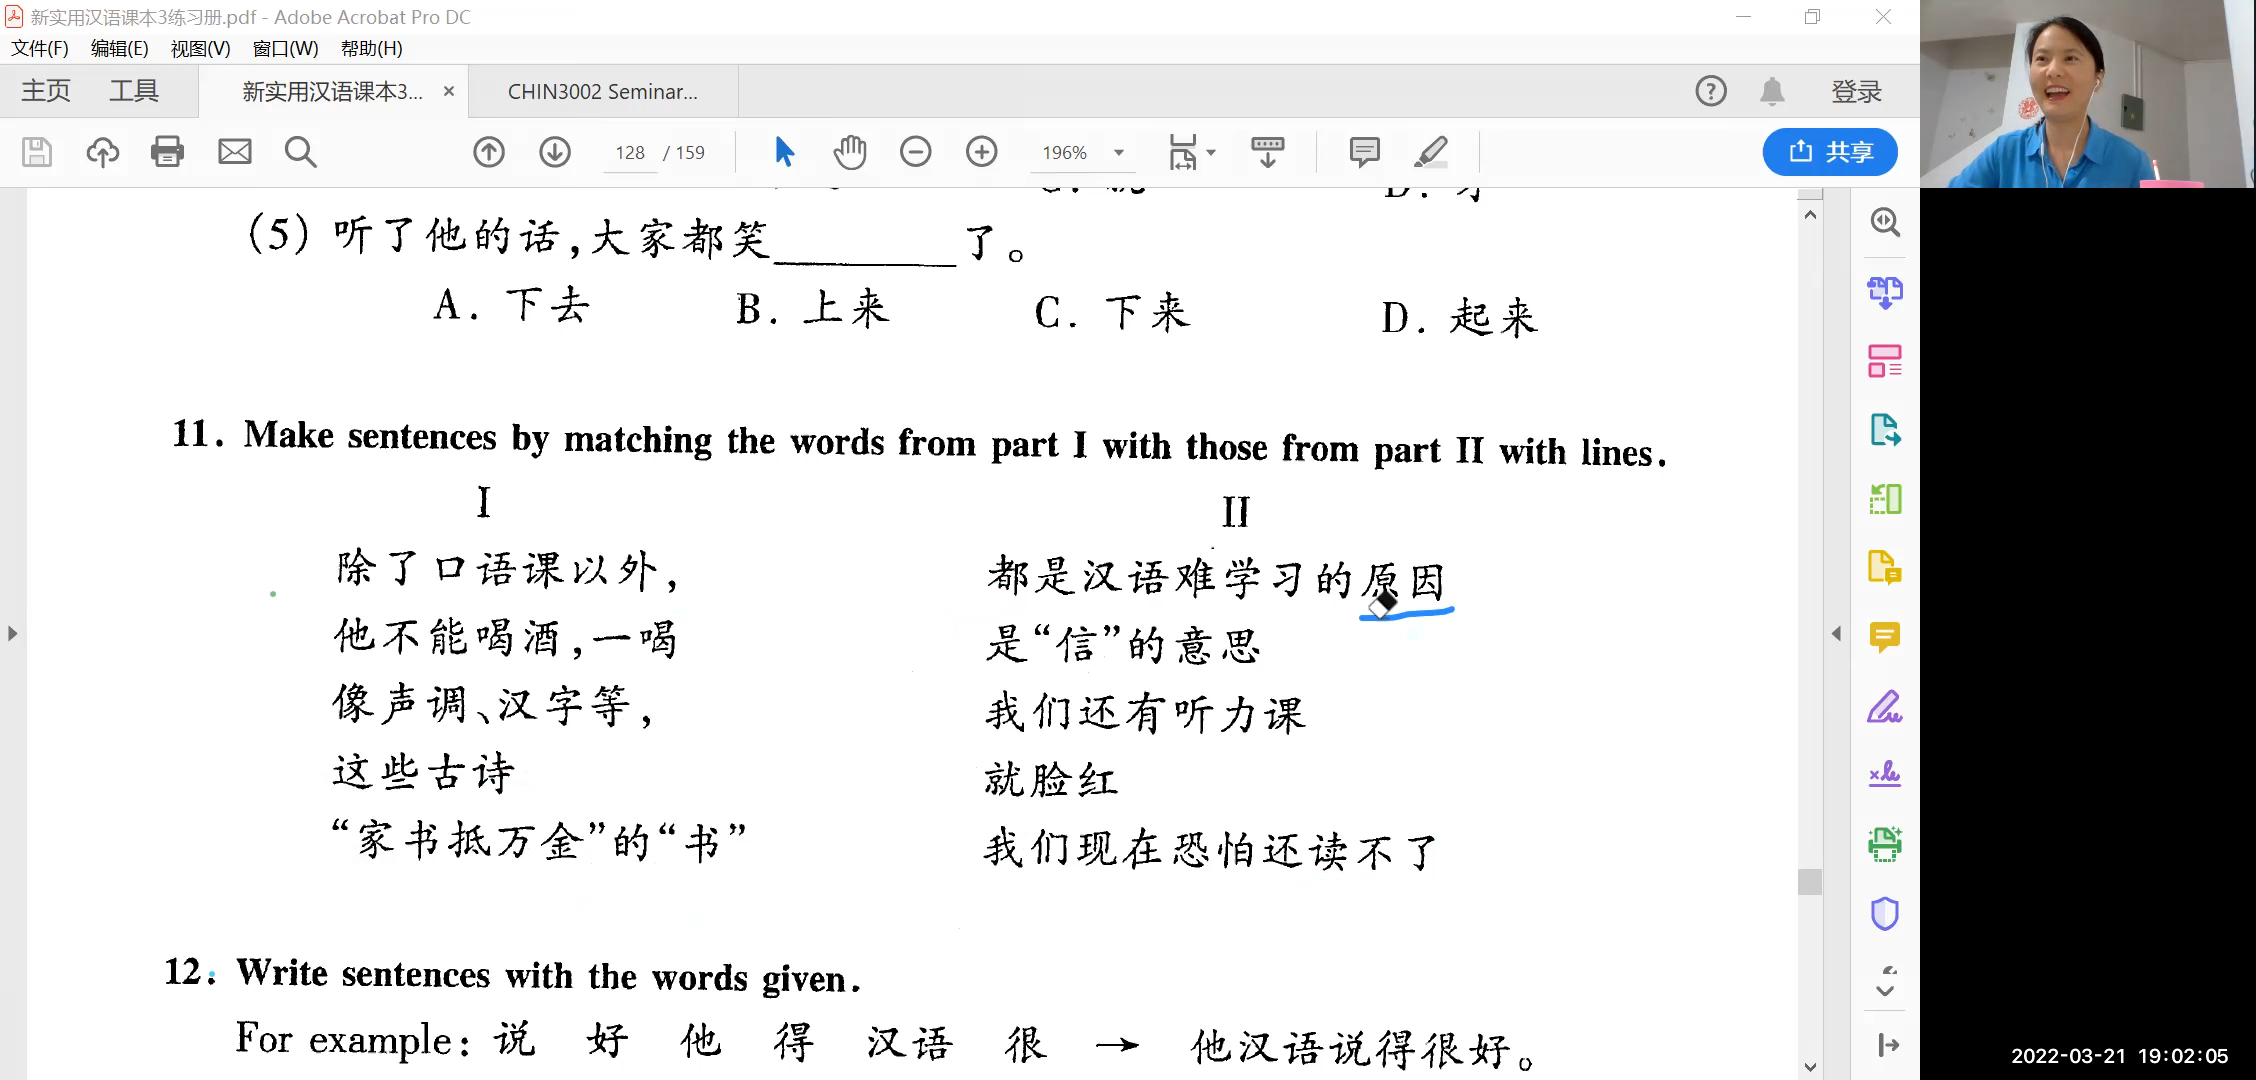 新实用汉语课本3练习册.pdf - Adobe Acrobat Pro DC
文件(F) 编辑(E) 视图(V) 窗口(W) 帮助(H)
主页 工具 新实用汉语课本3... × CHIN3002 Seminar... 登录
128 / 159 196% 共享
(5) 听了他的话,大家都笑________了。
A. 下去 B. 上来 C. 下来 D. 起来
11. Make sentences by matching the words from part I with those from part II with lines.
I II
除了口语课以外, 都是汉语难学习的原因
他不能喝酒,一喝 是“信”的意思
像声调、汉字等, 我们还有听力课
这些古诗 就脸红
“家书抵万金”的“书” 我们现在恐怕还读不了
12. Write sentences with the words given.
For example: 说 好 他 得 汉语 很 → 他汉语说得很好。
2022-03-21 19:02:05